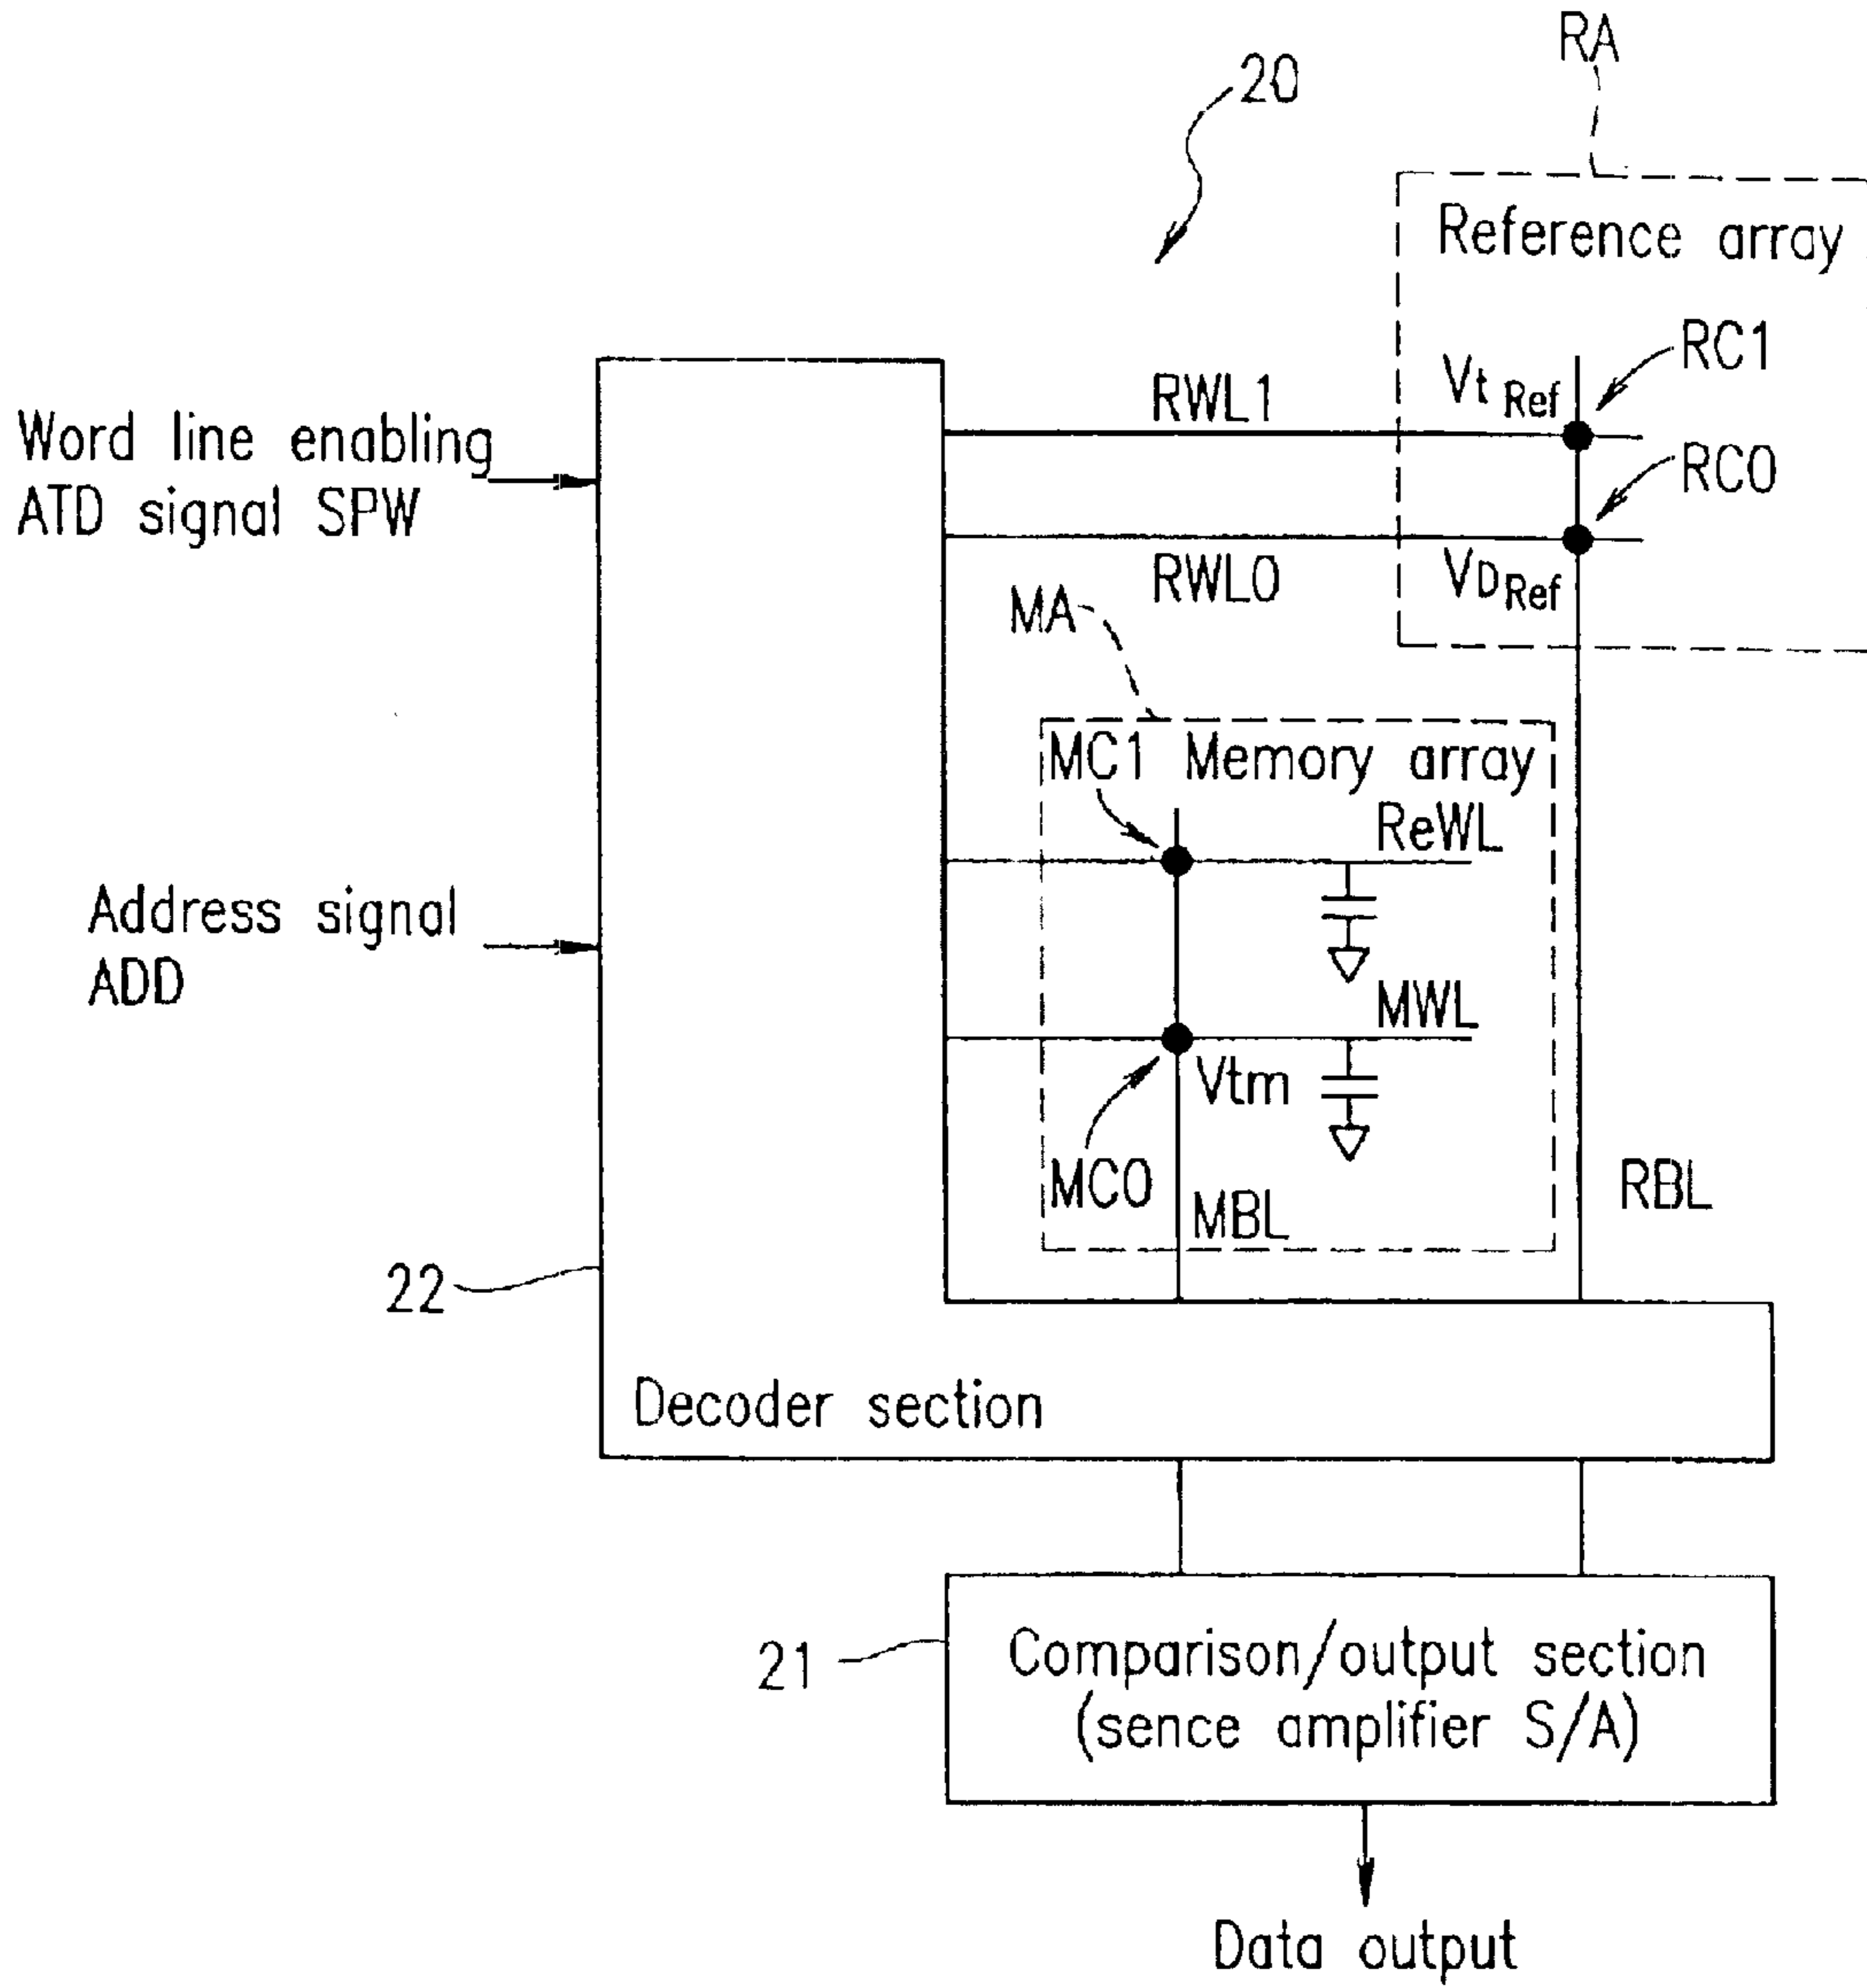 RA
20
Reference array
RC1
Vt Ref
RWL1
Word line enabling
ATD signal SPW
RC0
RWL0
VD Ref
MA
MC1 Memory array
ReWL
Address signal
ADD
MWL
Vtm
MC0
MBL
RBL
22
Decoder section
21
Comparison/output section
(sence amplifier S/A)
Data output